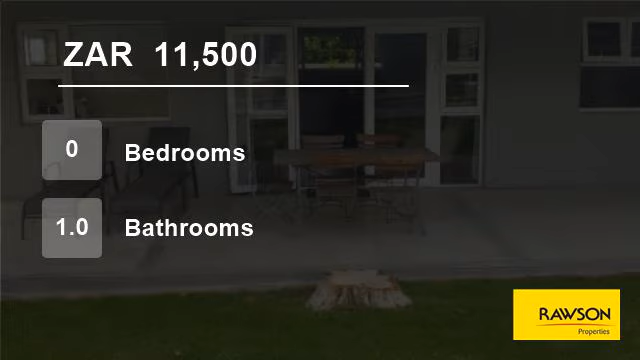 ZAR 11,500
0 Bedrooms
1.0 Bathrooms
RAWSON
Properties